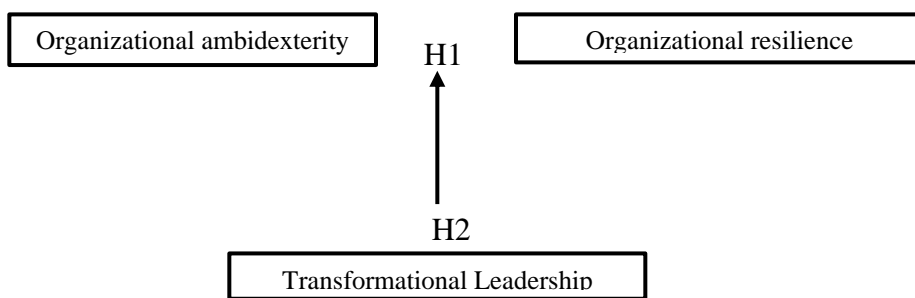 Organizational ambidexterity
Organizational resilience
H1
H2
Transformational Leadership